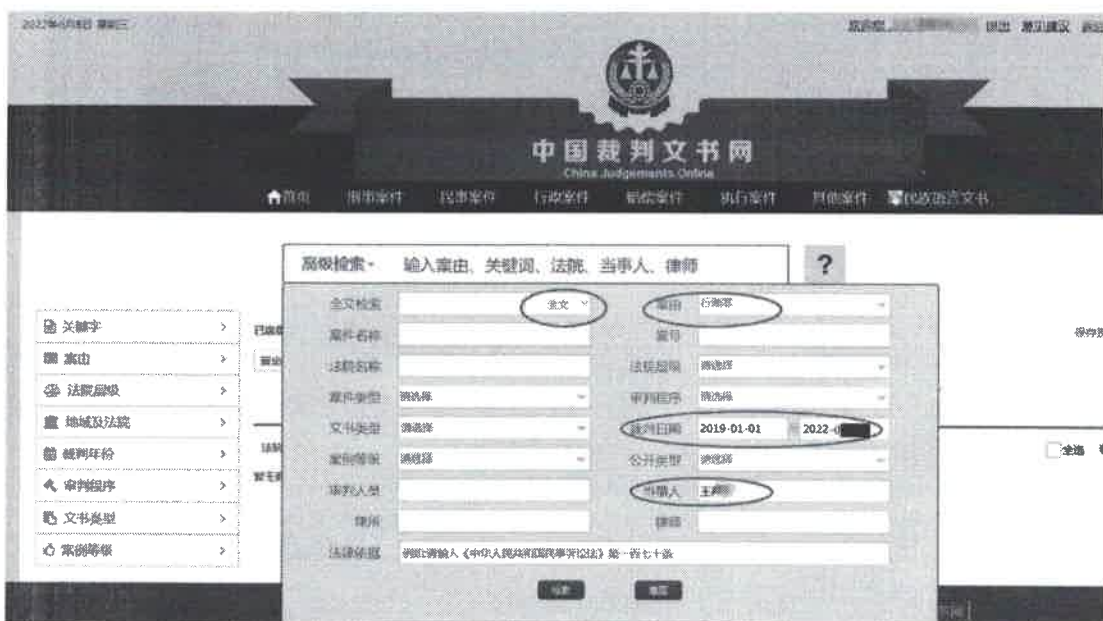 2022年6月8日 星期三
退出 意见建议
中国裁判文书网
China Judgements Online
首页 刑事案件 民事案件 行政案件 赔偿案件 执行案件 其他案件 民族语言文书
高级检索 输入案由、关键词、法院、当事人、律师 ?
全文检索 全文 案由 行贿罪
案件名称 案号
法院名称 法院层级 请选择
案件类型 请选择 审判程序 请选择
文书类型 请选择 裁判日期 2019-01-01 2022-0
案例等级 请选择 公开类型 请选择
审判人员 当事人 王
律所 律师
法律依据 例如:请输入《中华人民共和国民事诉讼法》第一百七十条
检索 重置
关键字
案由
法院层级
地域及法院
裁判年份
审判程序
文书类型
案例等级
全选